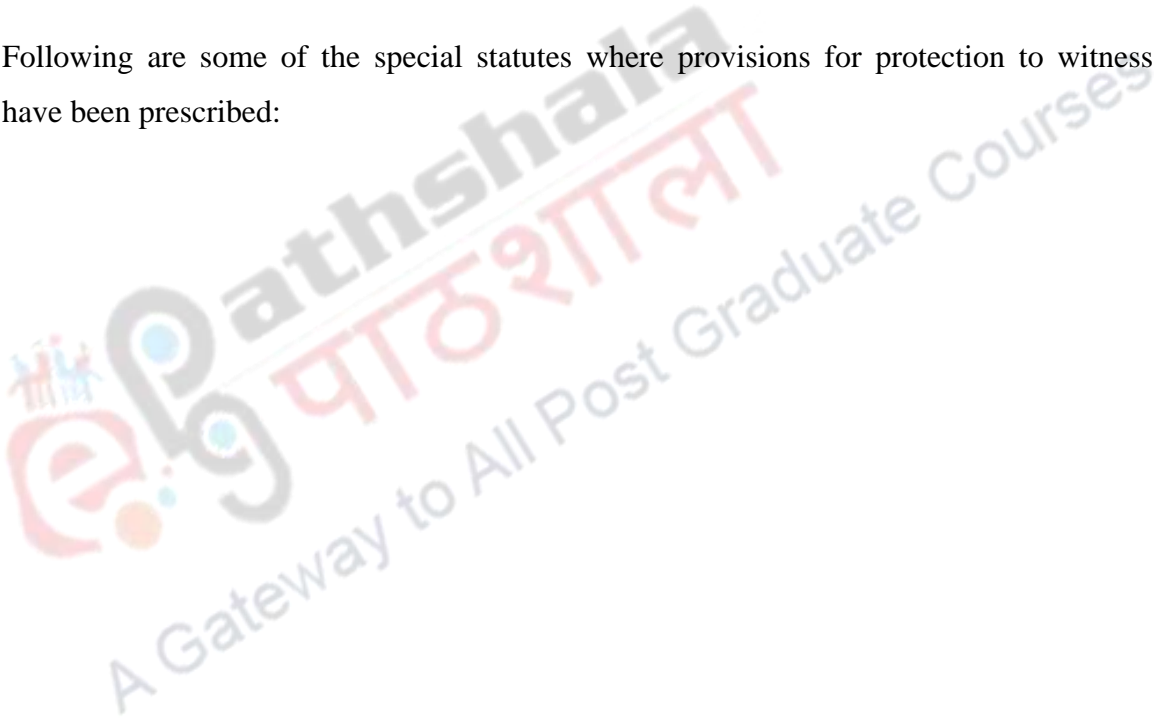 Following are some of the special statutes where provisions for protection to witness
have been prescribed:
ePathshala
पाठशाला
A Gateway to All Post Graduate Courses